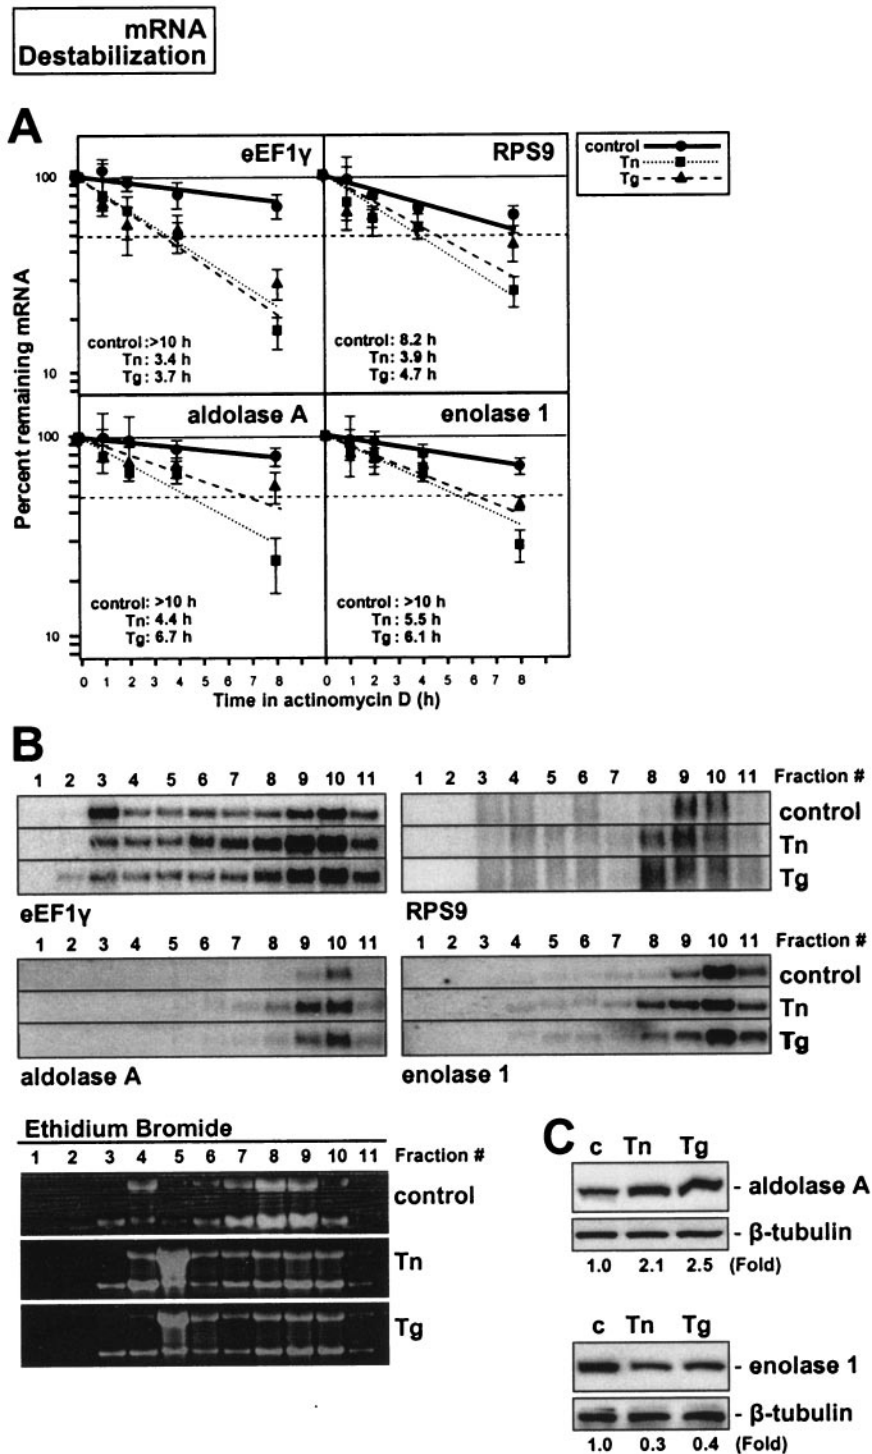 mRNA
Destabilization
A
eEF1γ
RPS9
control
Tn
Tg
100
10
control:>10 h
Tn: 3.4 h
Tg: 3.7 h
control: 8.2 h
Tn: 3.9 h
Tg: 4.7 h
Percent remaining mRNA
aldolase A
enolase 1
100
10
control: >10 h
Tn: 4.4 h
Tg: 6.7 h
control : >10 h
Tn: 5.5 h
Tg: 6.1 h
0 1 2 3 4 5 6 7 8 0 1 2 3 4 5 6 7 8
Time in actinomycin D (h)
B
1 2 3 4 5 6 7 8 9 10 11 1 2 3 4 5 6 7 8 9 10 11 Fraction #
control
Tn
Tg
eEF1γ RPS9
1 2 3 4 5 6 7 8 9 10 11 1 2 3 4 5 6 7 8 9 10 11 Fraction #
control
Tn
Tg
aldolase A enolase 1
Ethidium Bromide
1 2 3 4 5 6 7 8 9 10 11 Fraction #
control
Tn
Tg
C
c Tn Tg
- aldolase A
- β-tubulin
1.0 2.1 2.5 (Fold)
c Tn Tg
- enolase 1
- β-tubulin
1.0 0.3 0.4 (Fold)